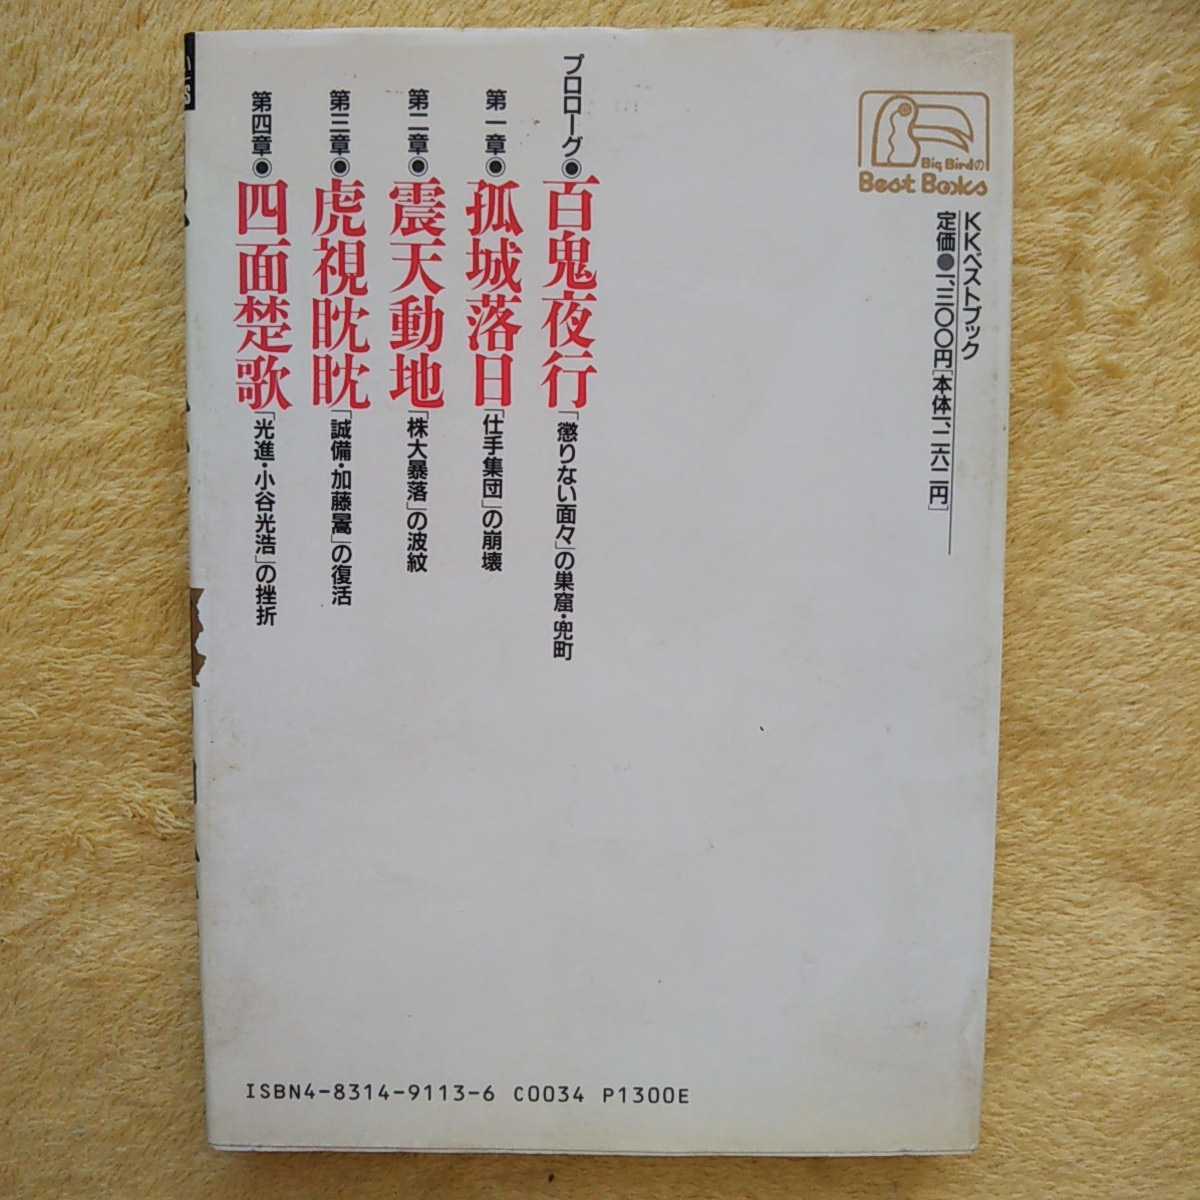 Big Birdの
Best Books
KKベストブック
定価●一、三〇〇円[本体一、二六二円]
プロローグ◉百鬼夜行「懲りない面々」の巣窟・兜町
第一章◉孤城落日「仕手集団」の崩壊
第二章◉震天動地「株大暴落」の波紋
第三章◉虎視眈眈「誠備・加藤暠」の復活
第四章◉四面楚歌「光進・小谷光浩」の挫折
ISBN4-8314-9113-6 C0034 P1300E